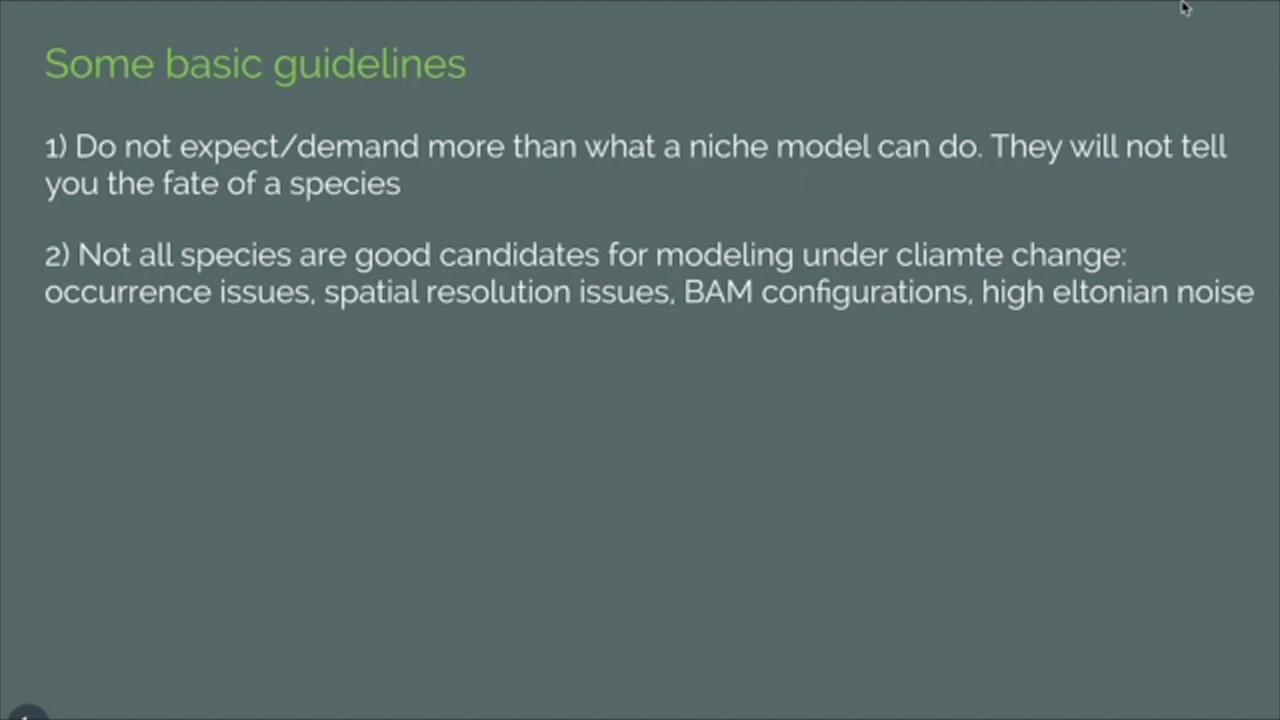 Some basic guidelines
1) Do not expect/demand more than what a niche model can do. They will not tell
you the fate of a species
2) Not all species are good candidates for modeling under cliamte change:
occurrence issues, spatial resolution issues, BAM configurations, high eltonian noise